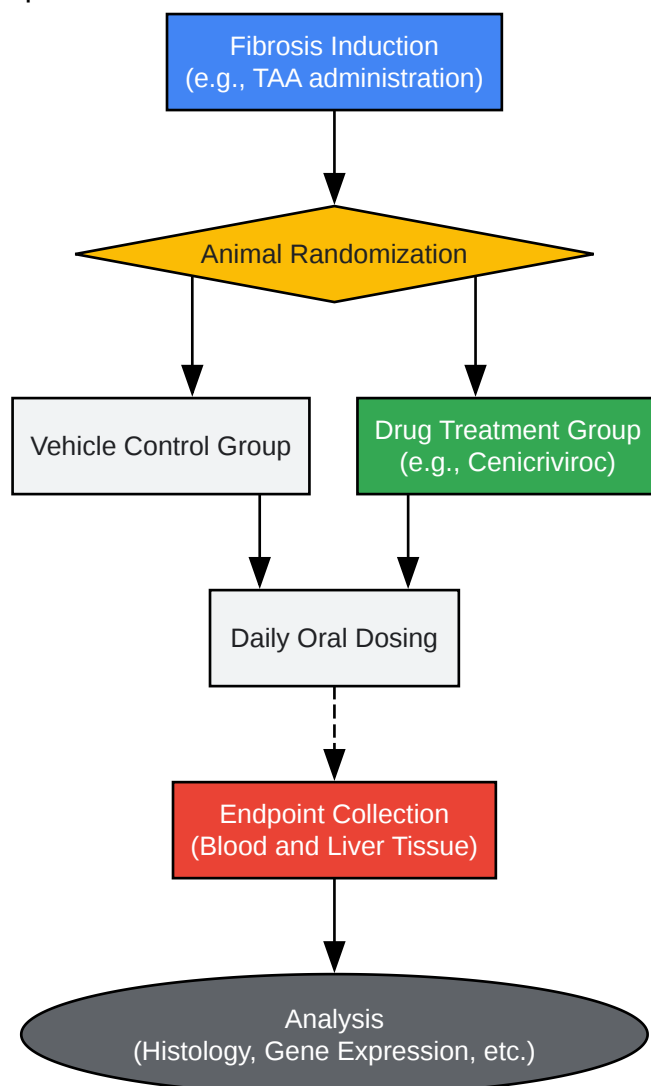 Fibrosis Induction
(e.g., TAA administration)
Animal Randomization
Vehicle Control Group
Drug Treatment Group
(e.g., Cenicriviroc)
Daily Oral Dosing
Endpoint Collection
(Blood and Liver Tissue)
Analysis
(Histology, Gene Expression, etc.)